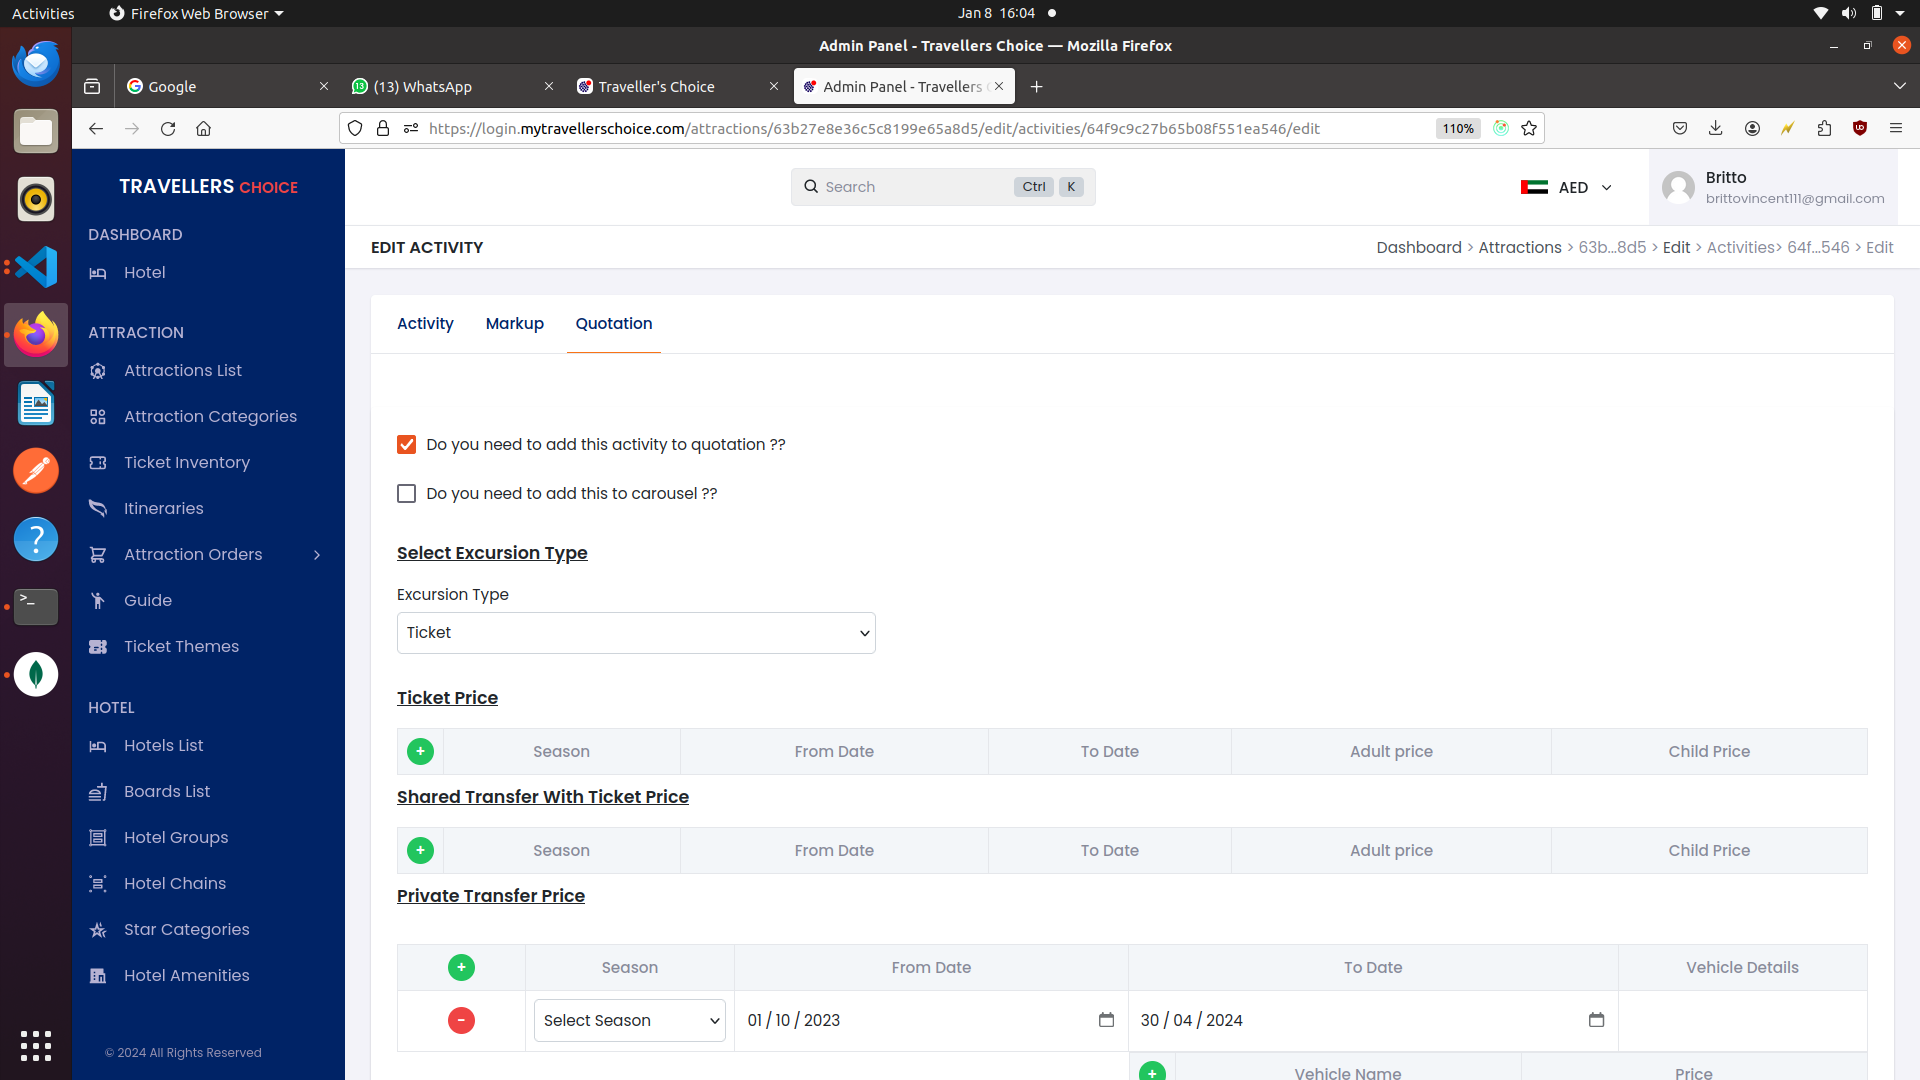 Activities
Firefox Web Browser
Jan 8 16:04
Admin Panel - Travellers Choice — Mozilla Firefox
Google
(13) WhatsApp
Traveller's Choice
Admin Panel - Travellers
https://login.mytravellerschoice.com/attractions/63b27e8e36c5c8199e65a8d5/edit/activities/64f9c9c27b65b08f551ea546/edit
110%
TRAVELLERS CHOICE
Search
Ctrl
K
AED
Britto
brittovincent111@gmail.com
DASHBOARD
Hotel
ATTRACTION
Attractions List
Attraction Categories
Ticket Inventory
Itineraries
Attraction Orders
Guide
Ticket Themes
HOTEL
Hotels List
Boards List
Hotel Groups
Hotel Chains
Star Categories
Hotel Amenities
© 2024 All Rights Reserved
EDIT ACTIVITY
Dashboard > Attractions > 63b...8d5 > Edit > Activities> 64f...546 > Edit
Activity
Markup
Quotation
Do you need to add this activity to quotation ??
Do you need to add this to carousel ??
Select Excursion Type
Excursion Type
Ticket
Ticket Price
+ Season From Date To Date Adult price Child Price
Shared Transfer With Ticket Price
+ Season From Date To Date Adult price Child Price
Private Transfer Price
+ Season From Date To Date Vehicle Details
- Select Season 01 / 10 / 2023 30 / 04 / 2024
+ Vehicle Name Price